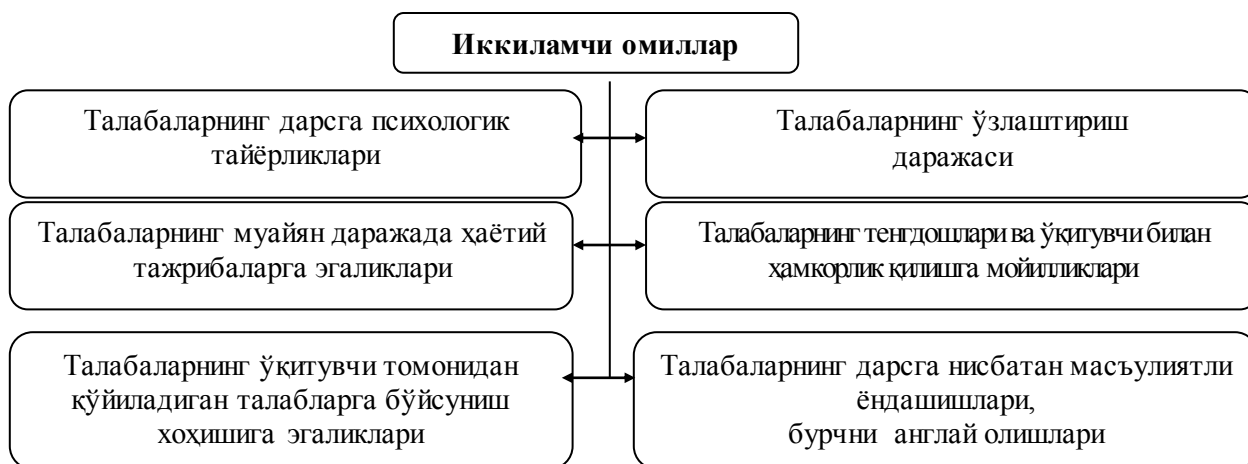 Иккиламчи омиллар
Талабаларнинг дарсга психологик
тайёрликлари
Талабаларнинг ўзлаштириш
даражаси
Талабаларнинг муайян даражада ҳаётий
тажрибаларга эгаликлари
Талабаларнинг тенгдошлари ва ўқитувчи билан
ҳамкорлик қилишга мойилликлари
Талабаларнинг ўқитувчи томонидан
қўйиладиган талабларга бўйсуниш
хоҳишига эгаликлари
Талабаларнинг дарсга нисбатан масъулиятли
ёндашишлари,
бурчни англай олишлари